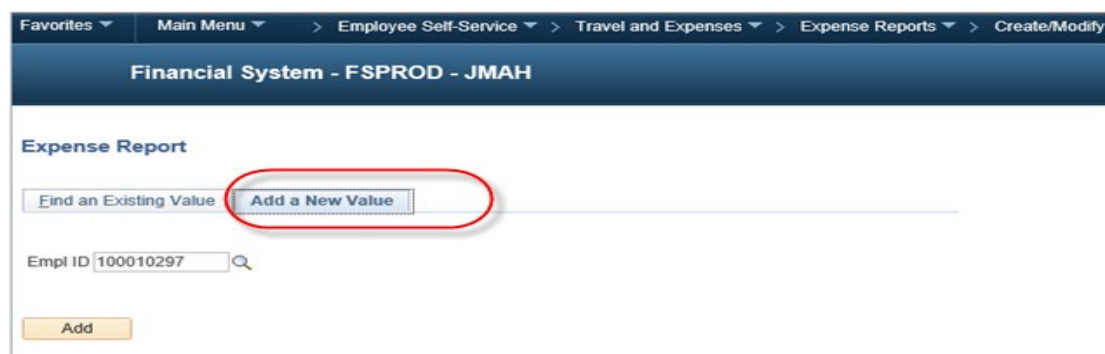 Favorites Main Menu > Employee Self-Service > Travel and Expenses > Expense Reports > Create/Modify
Financial System - FSPROD - JMAH
Expense Report
Find an Existing Value Add a New Value
Empl ID 100010297
Add